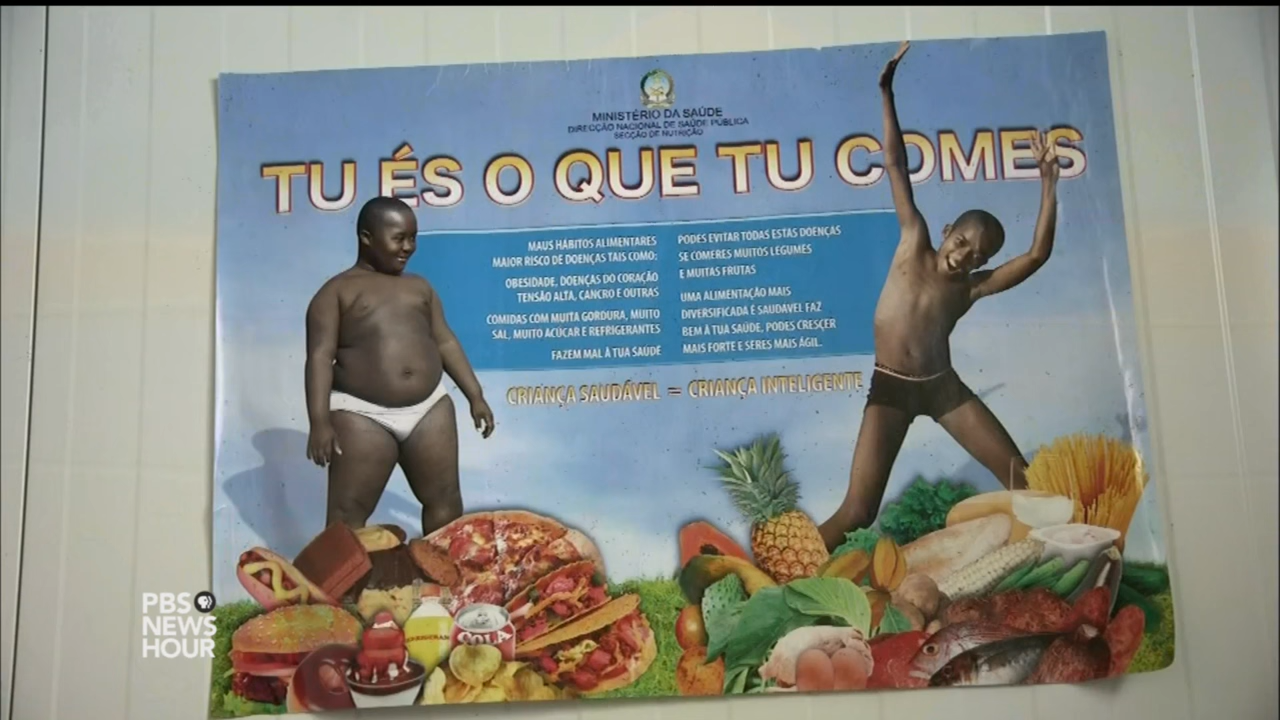 MINISTÉRIO DA SAÚDE
DIRECÇÃO NACIONAL DE SAÚDE PÚBLICA
SECÇÃO DE NUTRIÇÃO
TU ÉS O QUE TU COMES
MAUS HÁBITOS ALIMENTARES
MAIOR RISCO DE DOENÇAS TAIS COMO:
OBESIDADE, DOENÇAS DO CORAÇÃO
TENSÃO ALTA, CANCRO E OUTRAS
COMIDAS COM MUITA GORDURA, MUITO
SAL, MUITO AÇUCAR E REFRIGERANTES
FAZEM MAL À TUA SAÚDE
PODES EVITAR TODAS ESTAS DOENÇAS
SE COMERES MUITOS LEGUMES
E MUITAS FRUTAS
UMA ALIMENTAÇÃO MAIS
DIVERSIFICADA E SAUDAVEL FAZ
BEM À TUA SAÚDE, PODES CRESÇER
MAIS FORTE E SERES MAIS ÁGIL.
CRIANÇA SAUDÁVEL = CRIANÇA INTELIGENTE
COLA
PBS
NEWS
HOUR